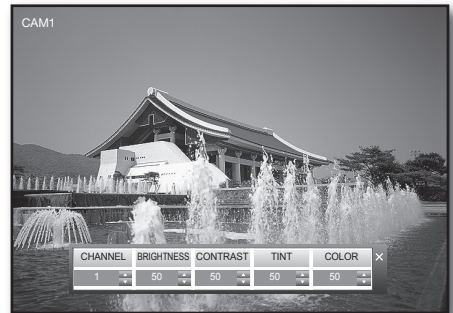 CAM1
CHANNEL BRIGHTNESS CONTRAST TINT COLOR ×
1 50 50 50 50